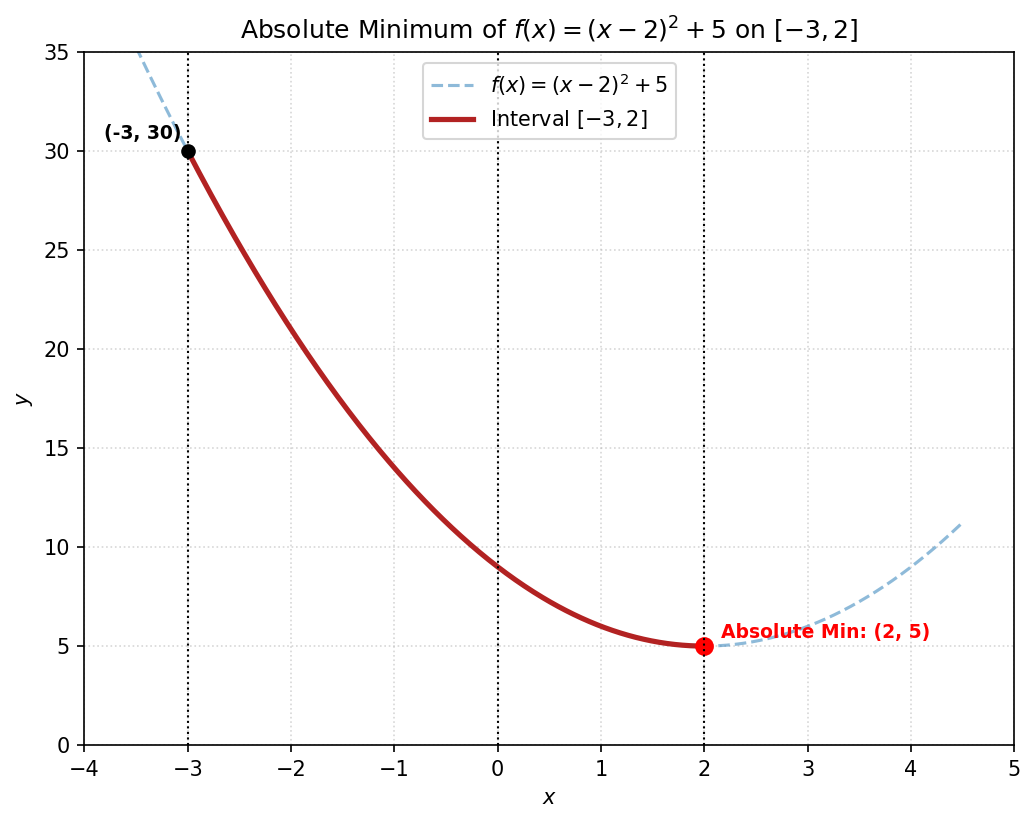 Absolute Minimum of $f(x) = (x − 2)^2 + 5$ on $[−3, 2]$
$f(x) = (x − 2)^2 + 5$
Interval $[−3, 2]$
35
(-3, 30)
30
25
20
y
15
10
Absolute Min: (2, 5)
5
0
−4 −3 −2 −1 0 1 2 3 4 5
x